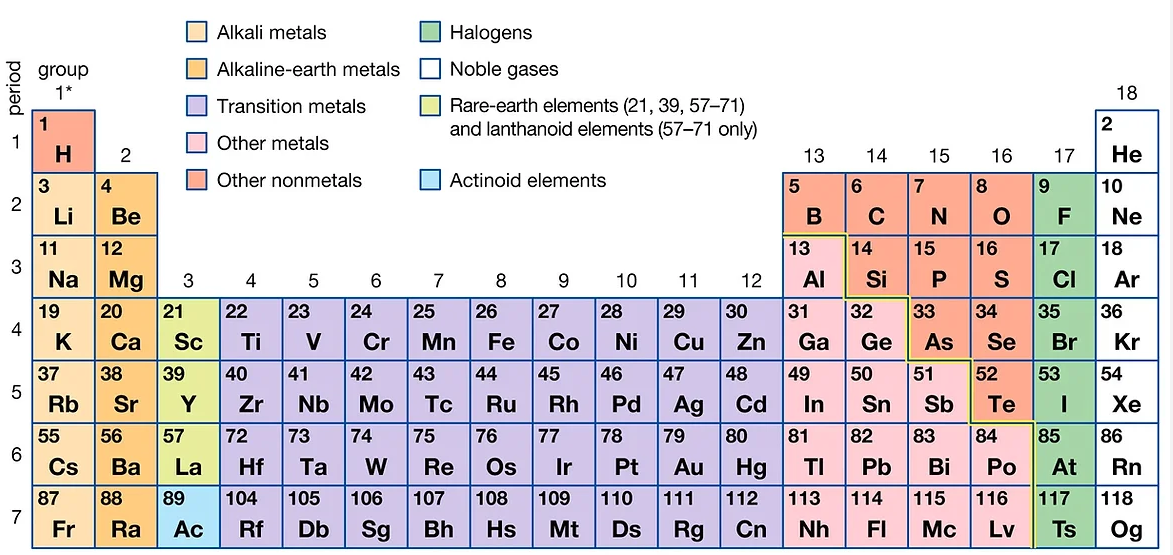 Alkali metals
Alkaline-earth metals
Transition metals
Other metals
Other nonmetals
Halogens
Noble gases
Rare-earth elements (21, 39, 57–71)
and lanthanoid elements (57–71 only)
Actinoid elements
period
group
1*
18
1 2
1 H He
2 13 14 15 16 17
3 4 5 6 7 8 9 10
2 Li Be B C N O F Ne
11 12 13 14 15 16 17 18
3 Na Mg Al Si P S Cl Ar
3 4 5 6 7 8 9 10 11 12
19 20 21 22 23 24 25 26 27 28 29 30 31 32 33 34 35 36
4 K Ca Sc Ti V Cr Mn Fe Co Ni Cu Zn Ga Ge As Se Br Kr
37 38 39 40 41 42 43 44 45 46 47 48 49 50 51 52 53 54
5 Rb Sr Y Zr Nb Mo Tc Ru Rh Pd Ag Cd In Sn Sb Te I Xe
55 56 57 72 73 74 75 76 77 78 79 80 81 82 83 84 85 86
6 Cs Ba La Hf Ta W Re Os Ir Pt Au Hg Tl Pb Bi Po At Rn
87 88 89 104 105 106 107 108 109 110 111 112 113 114 115 116 117 118
7 Fr Ra Ac Rf Db Sg Bh Hs Mt Ds Rg Cn Nh Fl Mc Lv Ts Og